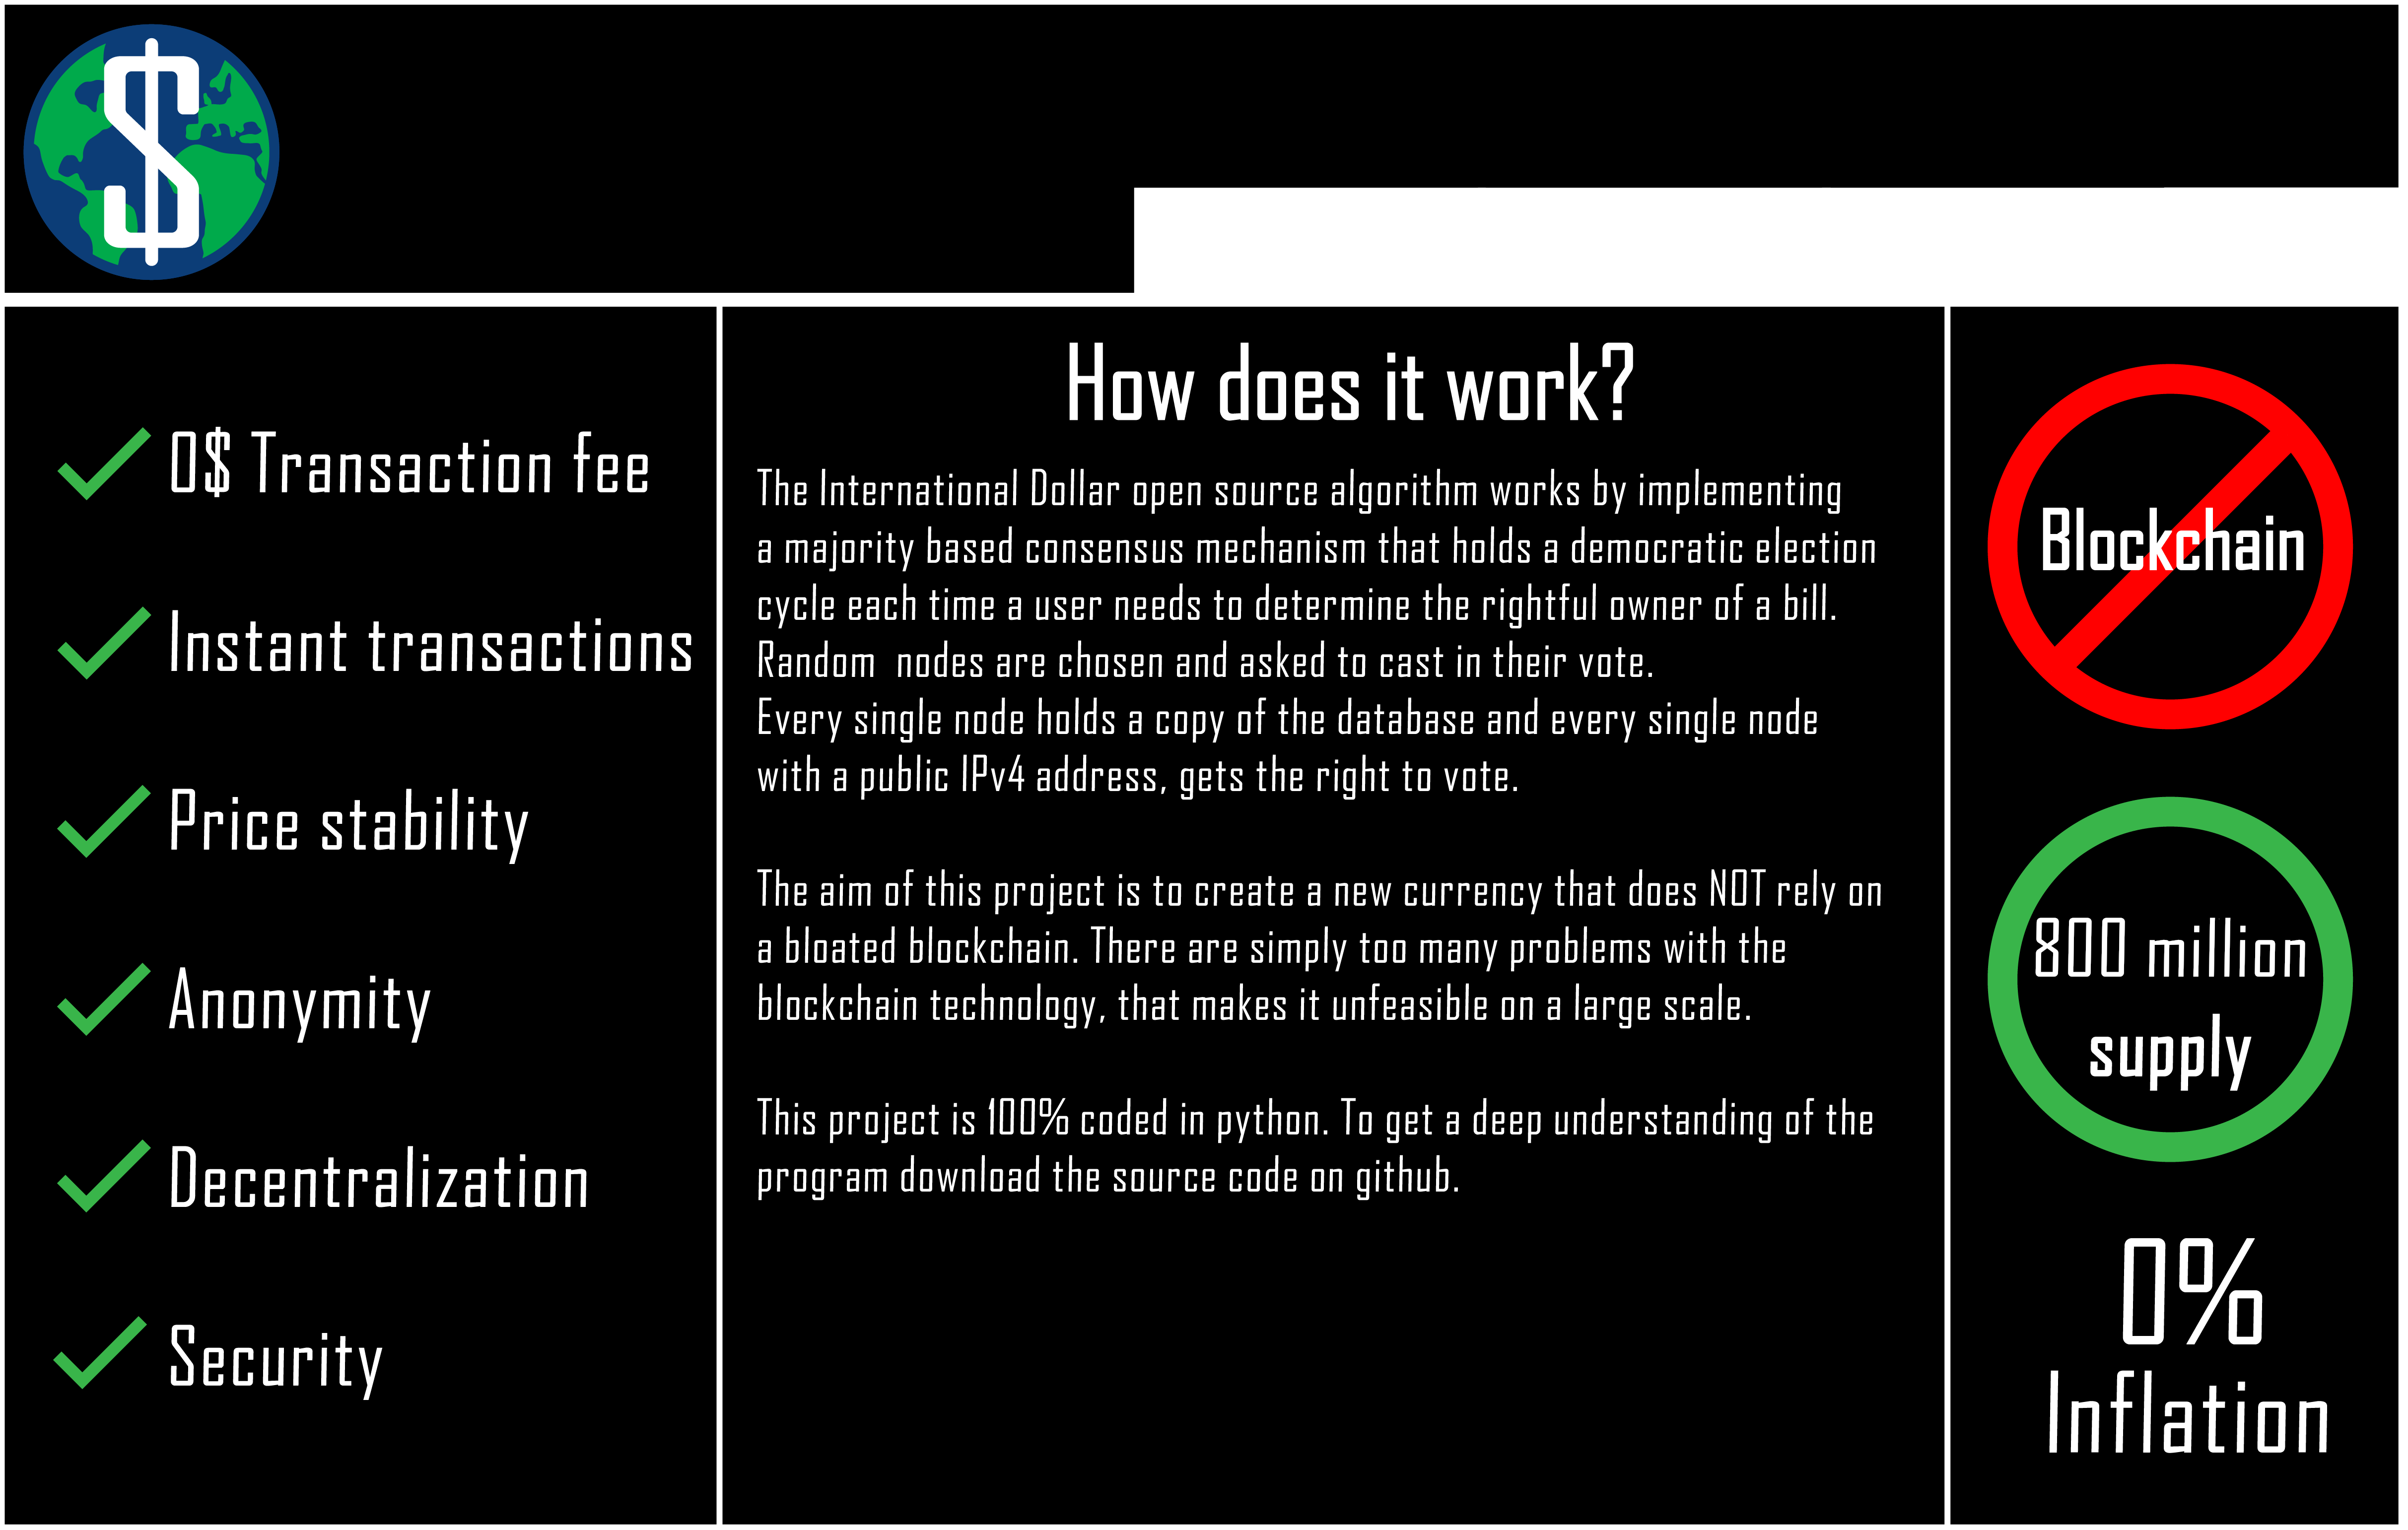 $
0$ Transaction fee
Instant transactions
Price stability
Anonymity
Decentralization
Security
How does it work?
The International Dollar open source algorithm works by implementing
a majority based consensus mechanism that holds a democratic election
cycle each time a user needs to determine the rightful owner of a bill.
Random  nodes are chosen and asked to cast in their vote.
Every single node holds a copy of the database and every single node
with a public IPv4 address, gets the right to vote.
The aim of this project is to create a new currency that does NOT rely on
a bloated blockchain. There are simply too many problems with the
blockchain technology, that makes it unfeasible on a large scale.
This project is 100% coded in python. To get a deep understanding of the
program download the source code on github.
Blockchain
800 million
supply
0%
Inflation